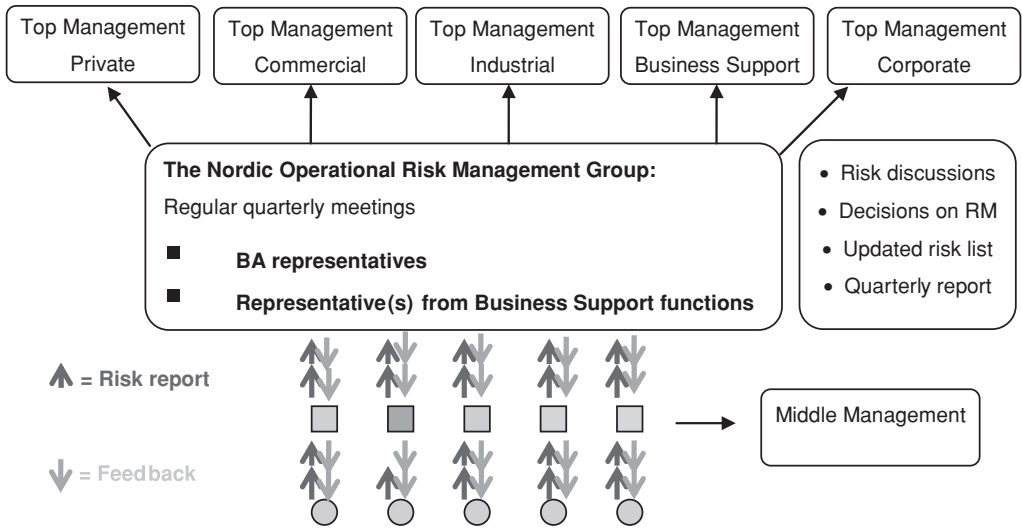 Top Management
Private
Top Management
Commercial
Top Management
Industrial
Top Management
Business Support
Top Management
Corporate
The Nordic Operational Risk Management Group:
Regular quarterly meetings
■ BA representatives
■ Representative(s) from Business Support functions
• Risk discussions
• Decisions on RM
• Updated risk list
• Quarterly report
= Risk report
= Feedback
Middle Management